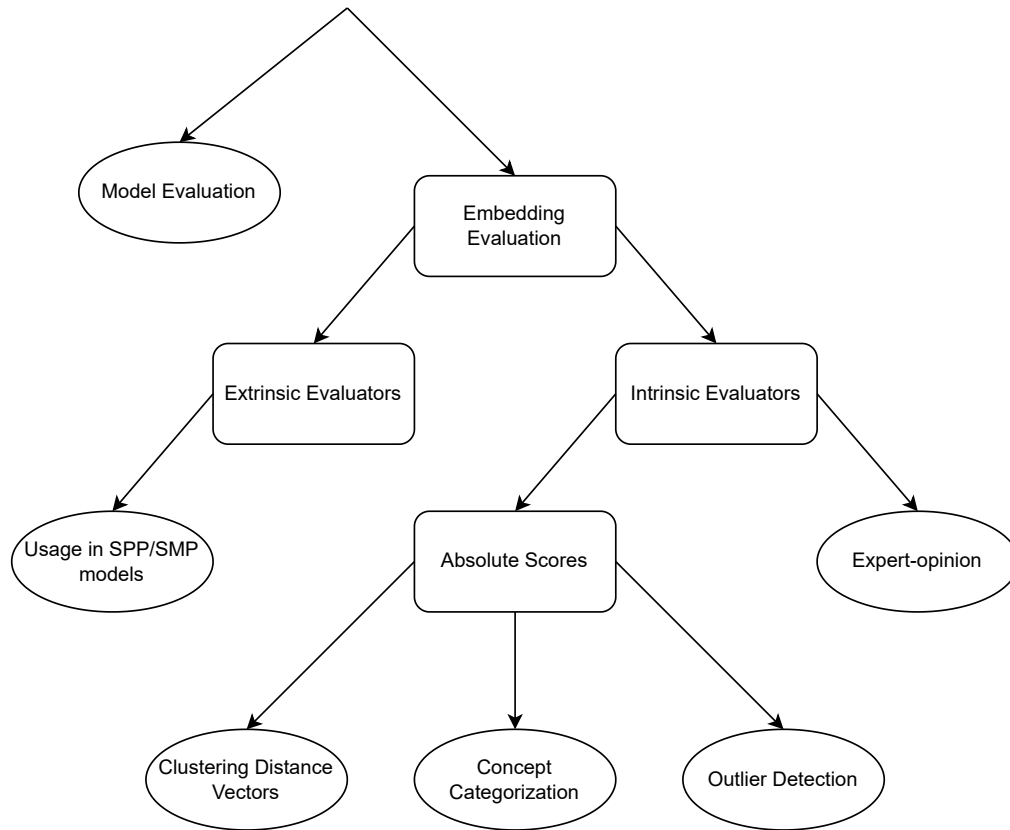 Model Evaluation
Embedding
Evaluation
Extrinsic Evaluators
Intrinsic Evaluators
Usage in SPP/SMP
models
Absolute Scores
Expert-opinion
Clustering Distance
Vectors
Concept
Categorization
Outlier Detection